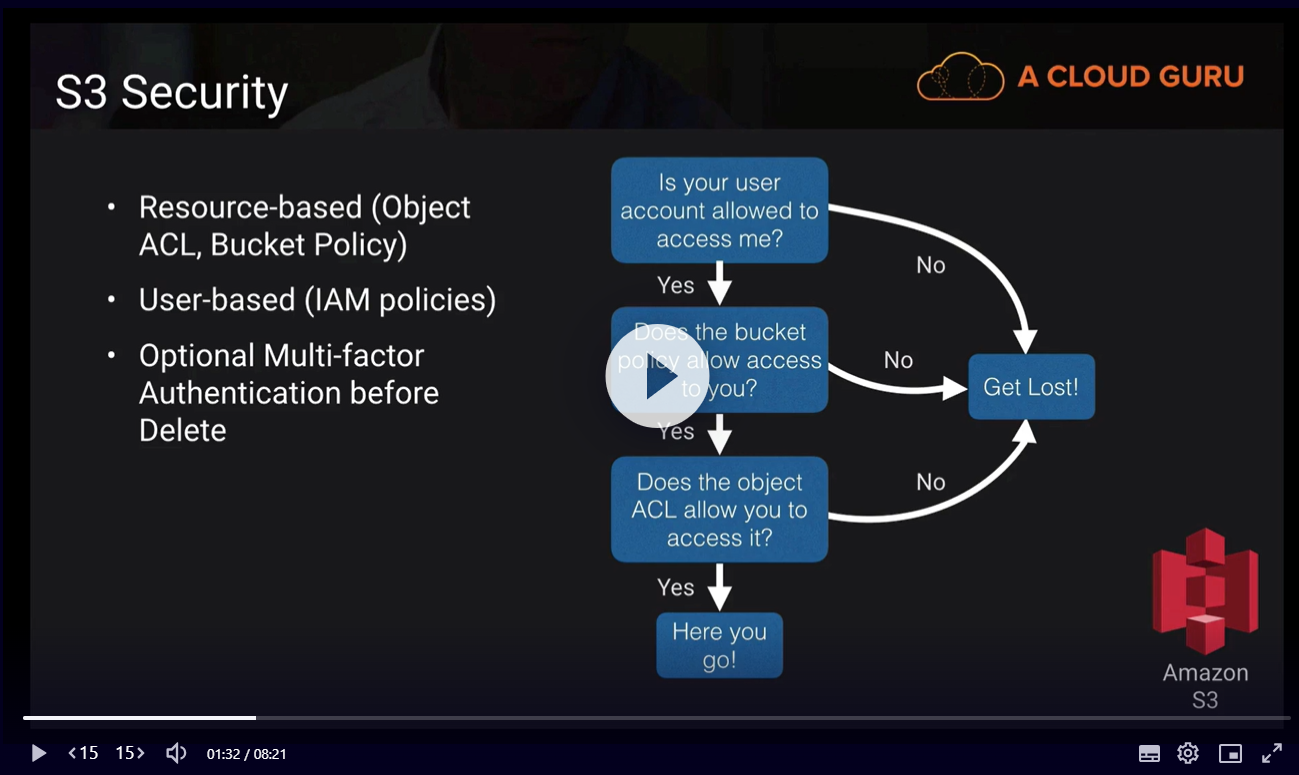 S3 Security
A CLOUD GURU
• Resource-based (Object
ACL, Bucket Policy)
• User-based (IAM policies)
• Optional Multi-factor
Authentication before
Delete
Is your user
account allowed to
access me?
No
Yes
Does the bucket
policy allow access
to you?
No
Get Lost!
Yes
Does the object
ACL allow you to
access it?
No
Yes
Here you
go!
Amazon
S3
<15
15>
01:32 / 08:21